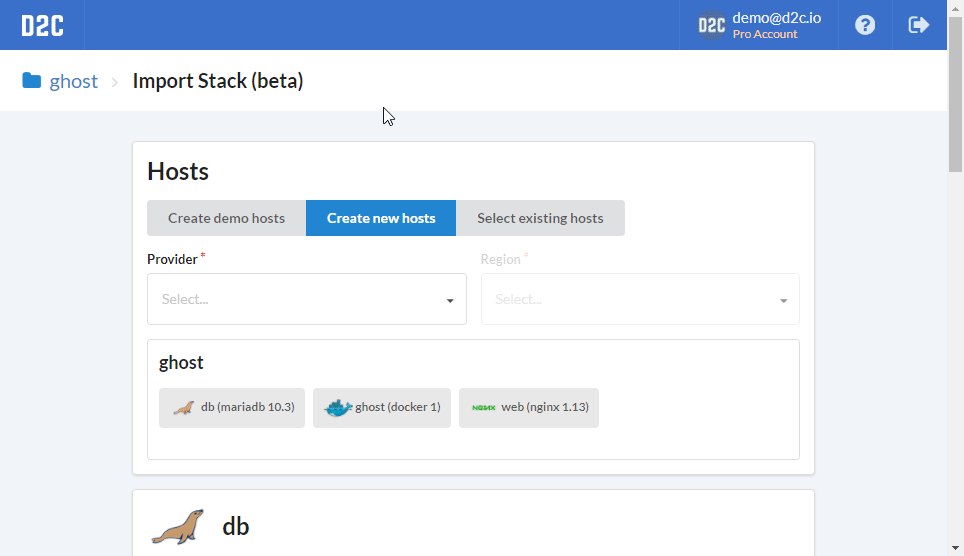 D2C
D2C demo@d2c.io
Pro Account
?
ghost > Import Stack (beta)
Hosts
Create demo hosts Create new hosts Select existing hosts
Provider * Region *
Select... Select...
ghost
db (mariadb 10.3) ghost (docker 1) NGINX web (nginx 1.13)
db